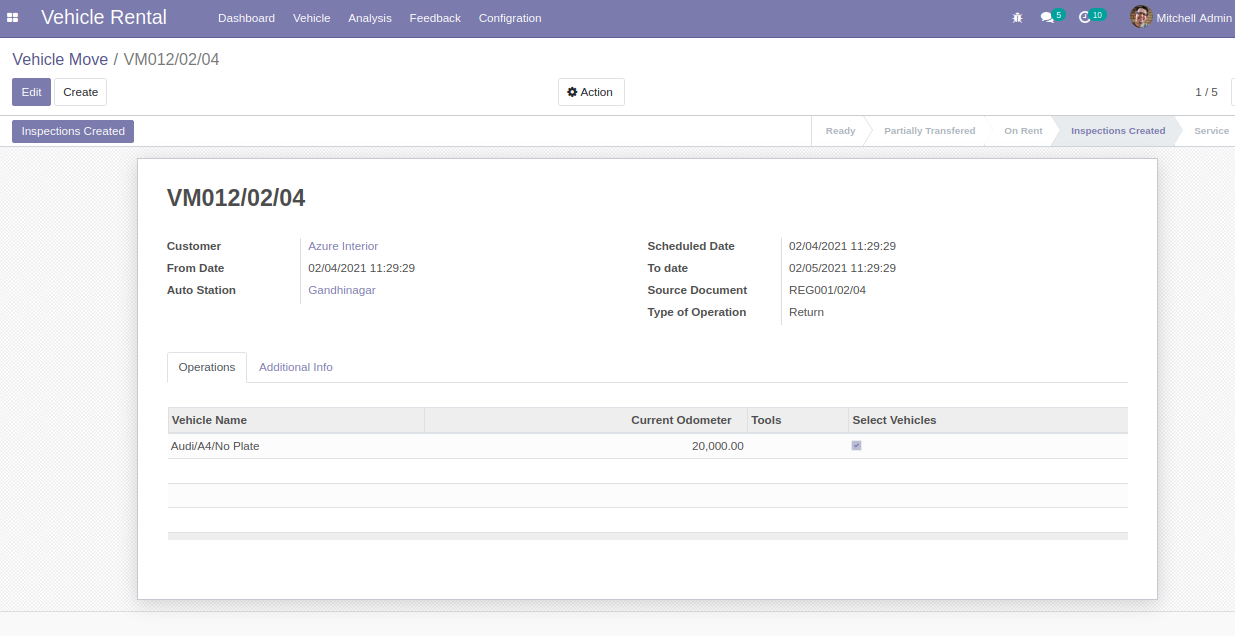 Vehicle Rental Dashboard Vehicle Analysis Feedback Configration 5 10 Mitchell Admin
Vehicle Move / VM012/02/04
Edit Create Action 1 / 5
Inspections Created Ready Partially Transfered On Rent Inspections Created Service
VM012/02/04
Customer Azure Interior Scheduled Date 02/04/2021 11:29:29
From Date 02/04/2021 11:29:29 To date 02/05/2021 11:29:29
Auto Station Gandhinagar Source Document REG001/02/04
Type of Operation Return
Operations Additional Info
Vehicle Name Current Odometer Tools Select Vehicles
Audi/A4/No Plate 20,000.00